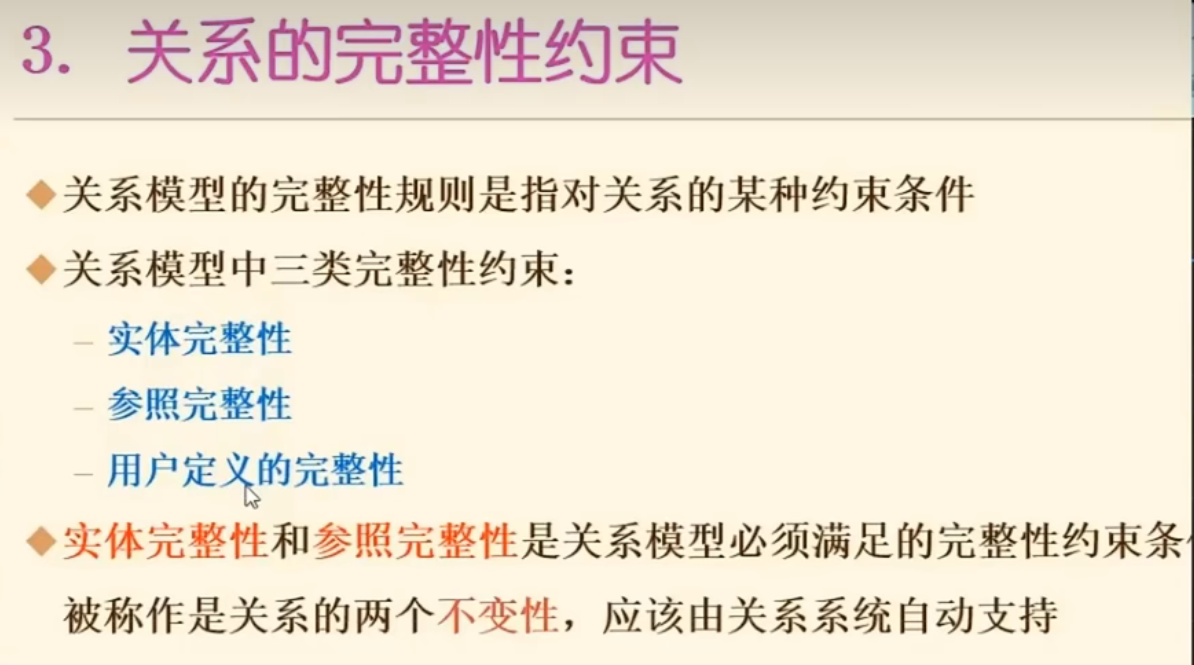 3. 关系的完整性约束
◆关系模型的完整性规则是指对关系的某种约束条件
◆关系模型中三类完整性约束：
– 实体完整性
– 参照完整性
– 用户定义的完整性
◆实体完整性和参照完整性是关系模型必须满足的完整性约束条
被称作是关系的两个不变性，应该由关系系统自动支持